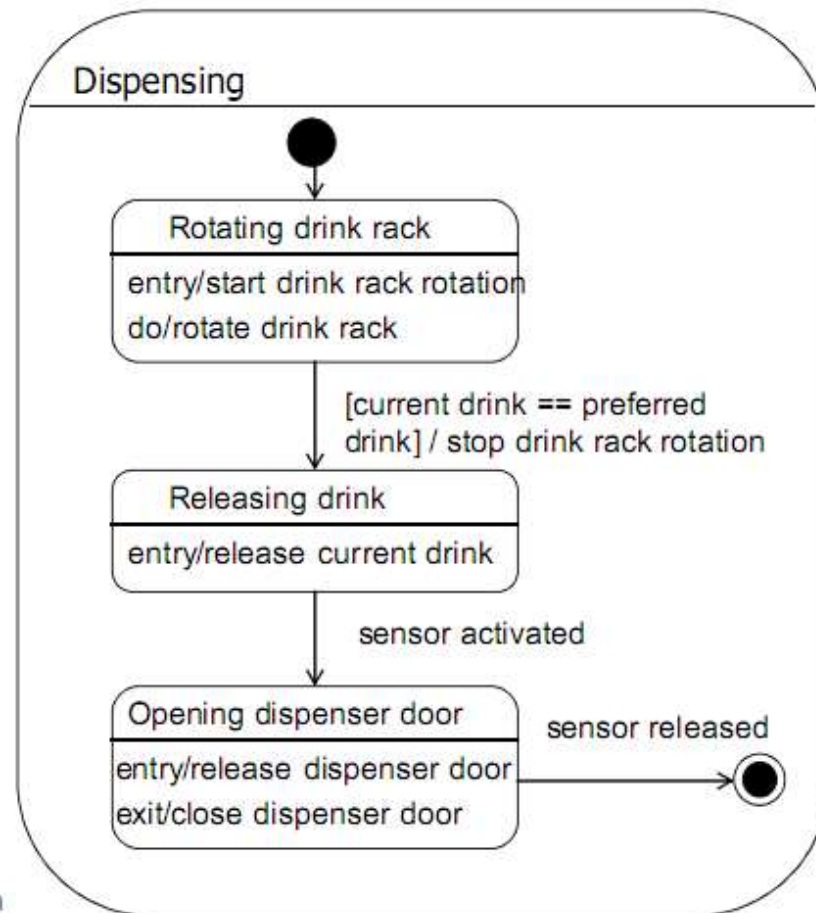 Dispensing
Rotating drink rack
entry/start drink rack rotation
do/rotate drink rack
[current drink == preferred
drink] / stop drink rack rotation
Releasing drink
entry/release current drink
sensor activated
Opening dispenser door
sensor released
entry/release dispenser door
exit/close dispenser door